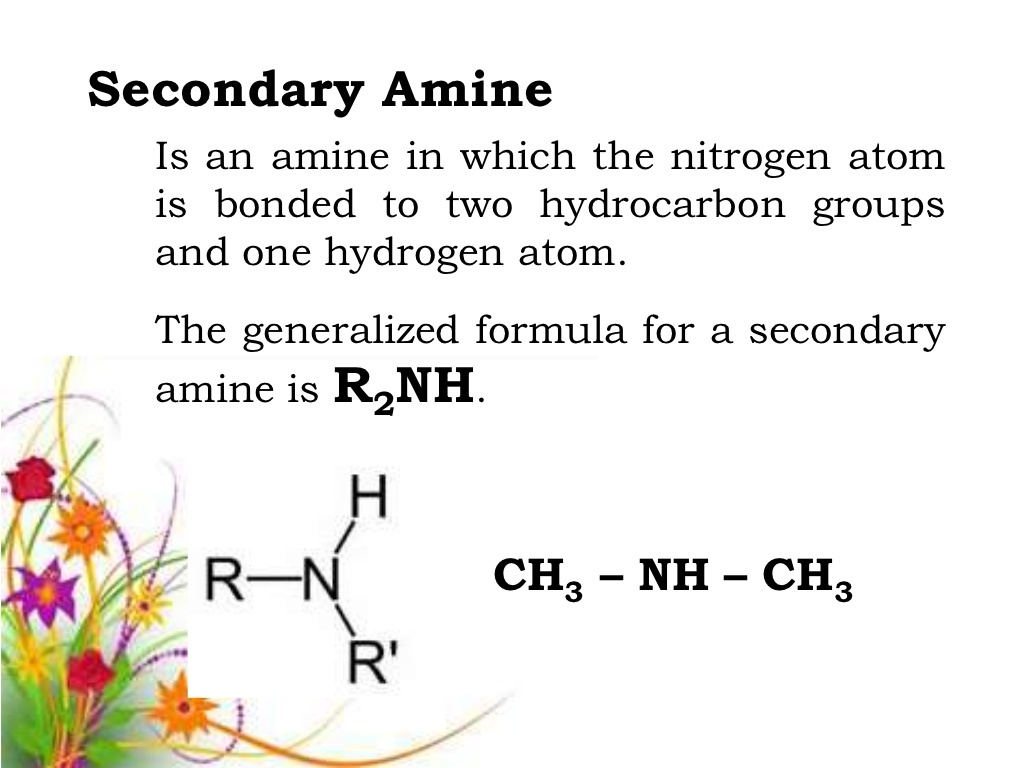 Secondary Amine
Is an amine in which the nitrogen atom
is bonded to two hydrocarbon groups
and one hydrogen atom.
The generalized formula for a secondary
amine is R₂NH.
H
R—N
R'
CH₃ – NH – CH₃